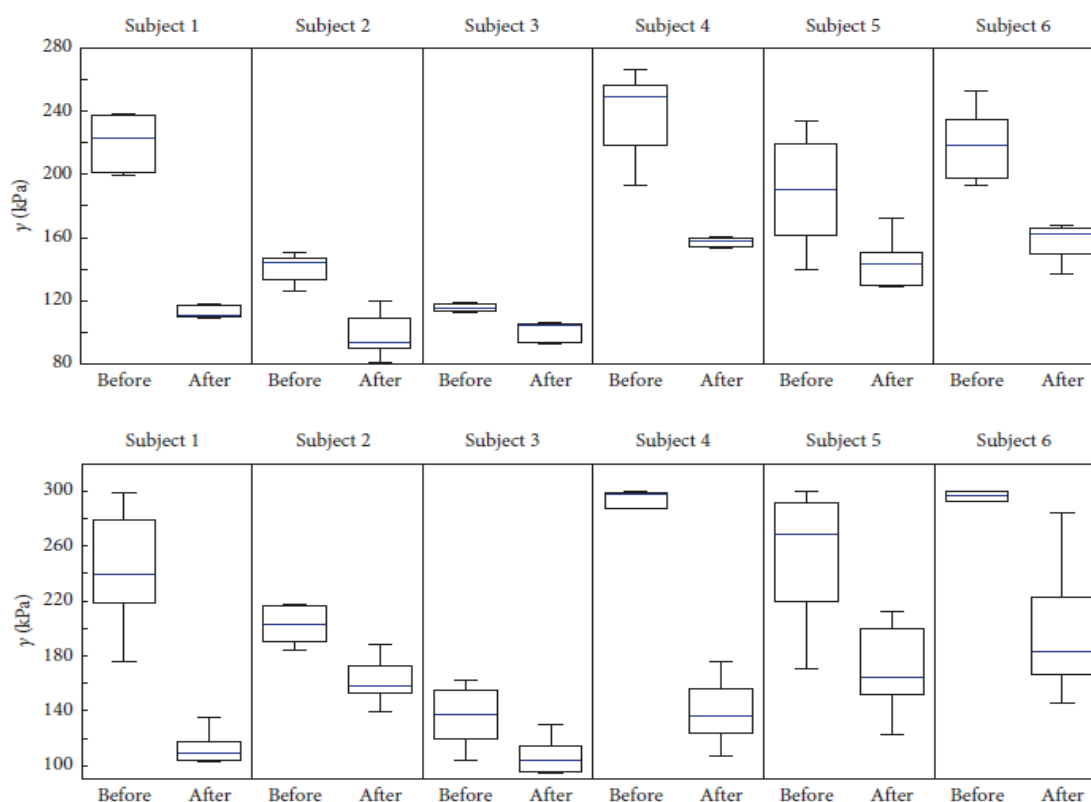 Subject 1 Subject 2 Subject 3 Subject 4 Subject 5 Subject 6
280
240
200
160
120
80
γ (kPa)
Before After Before After Before After Before After Before After Before After
Subject 1 Subject 2 Subject 3 Subject 4 Subject 5 Subject 6
300
260
220
180
140
100
γ (kPa)
Before After Before After Before After Before After Before After Before After